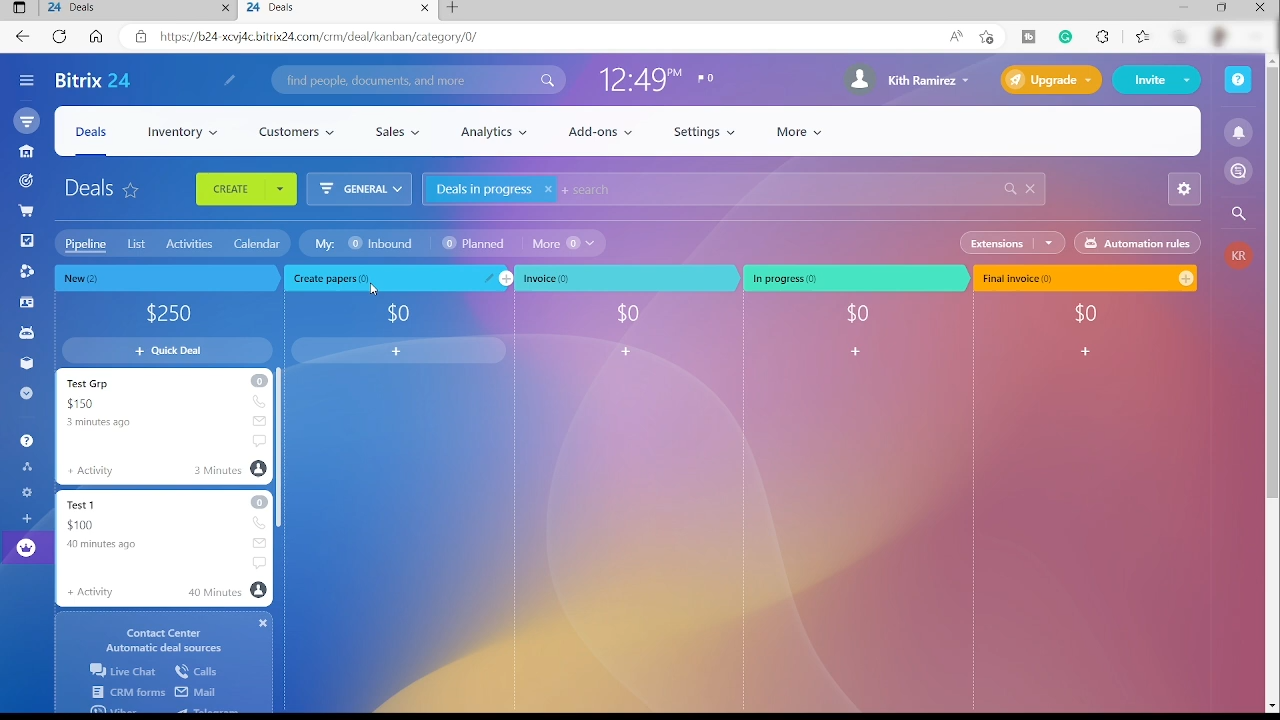 24 Deals
24 Deals
https://b24-xcvj4c.bitrix24.com/crm/deal/kanban/category/0/
Bitrix 24
find people, documents, and more
12:49 PM
0
Kith Ramirez
Upgrade
Invite
Deals
Inventory
Customers
Sales
Analytics
Add-ons
Settings
More
Deals
CREATE
GENERAL
Deals in progress
+ search
Pipeline
List
Activities
Calendar
My:
0 Inbound
0 Planned
More 0
Extensions
Automation rules
KR
New (2)
Create papers (0)
Invoice (0)
In progress (0)
Final invoice (0)
$250
$0
$0
$0
$0
+ Quick Deal
+
+
+
+
Test Grp
0
$150
3 minutes ago
+ Activity
3 Minutes
Test 1
0
$100
40 minutes ago
+ Activity
40 Minutes
Contact Center
Automatic deal sources
Live Chat
Calls
CRM forms
Mail
Viber
Telegram